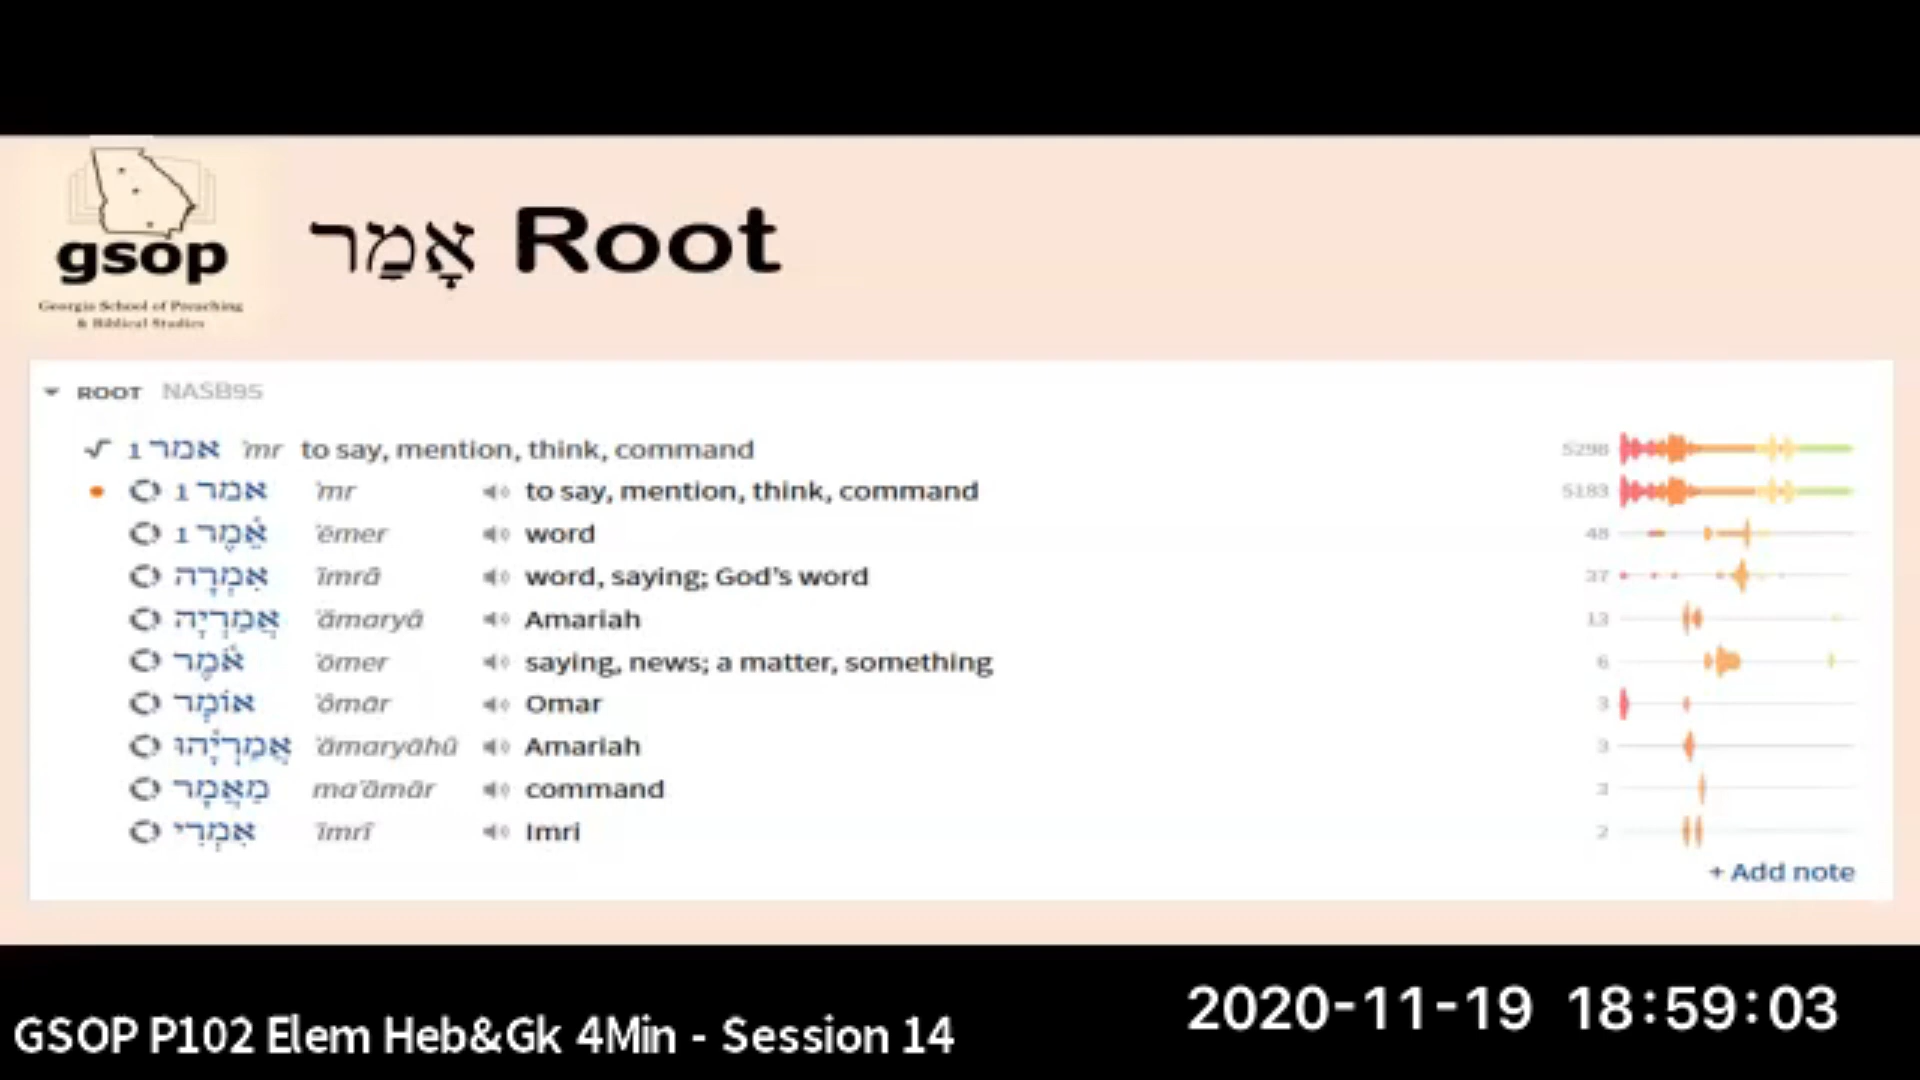 gsop
Georgia School of Preaching
& Biblical Studies
אָמַר Root
ROOT NASB95
√ אמר 1 ʾmr to say, mention, think, command 5298
אמר 1 ʾmr to say, mention, think, command 5183
אֵ֫מֶר 1 ʾēmer word 48
אִמְרָה ʾimrâ word, saying; God's word 37
אֲמַרְיָה ʾămaryâ Amariah 13
אֹ֫מֶר ʾōmer saying, news; a matter, something 6
אוֹמָר ʾômār Omar 3
אֲמַרְיָ֫הוּ ʾămaryāhû Amariah 3
מַאֲמָר maʾămār command 3
אִמְרִי ʾimrî Imri 2
+ Add note
GSOP P102 Elem Heb&Gk 4Min - Session 14
2020-11-19 18:59:03